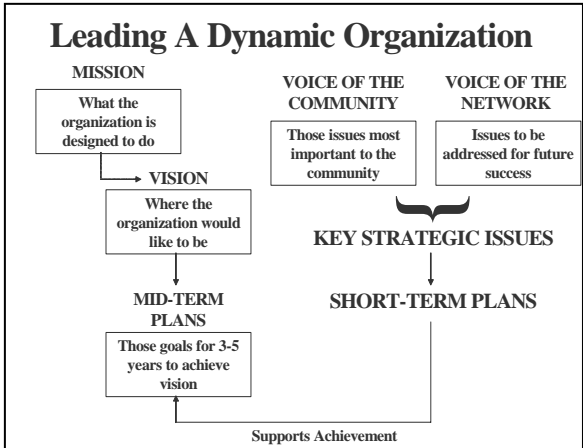 Leading A Dynamic Organization
MISSION
What the
organization is
designed to do
VISION
Where the
organization would
like to be
MID-TERM
PLANS
Those goals for 3-5
years to achieve
vision
VOICE OF THE
COMMUNITY
Those issues most
important to the
community
VOICE OF THE
NETWORK
Issues to be
addressed for future
success
KEY STRATEGIC ISSUES
SHORT-TERM PLANS
Supports Achievement